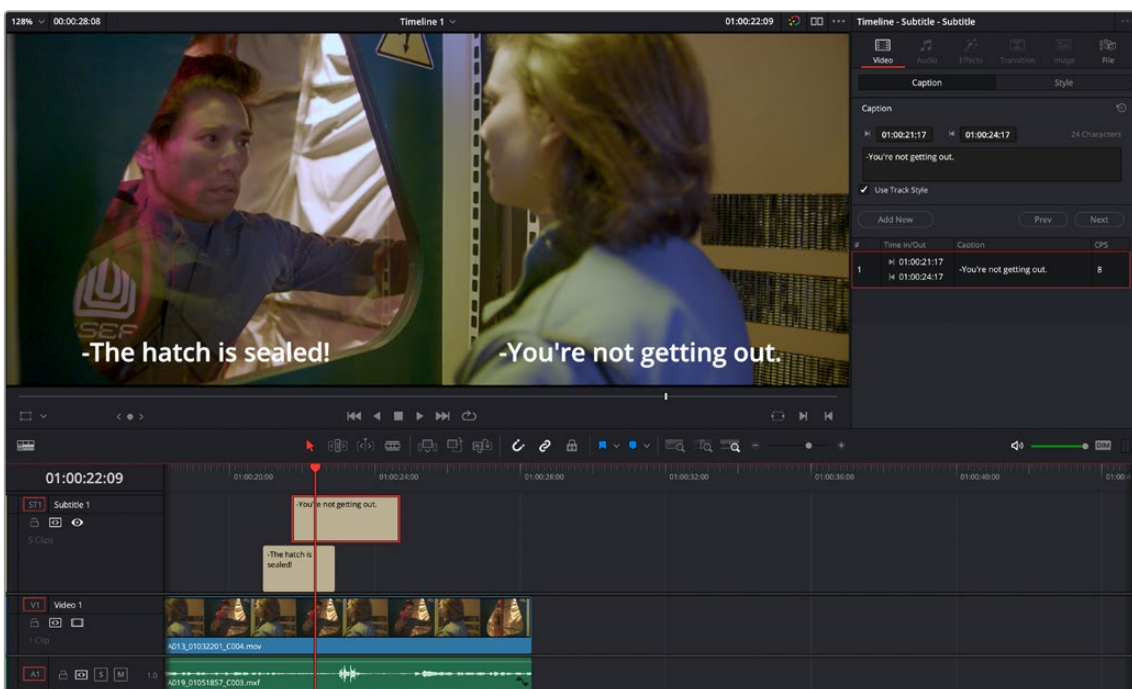 128% 00:00:28:08 Timeline 1 01:00:22:09 Timeline - Subtitle - Subtitle
Video Audio Effects Transition Image File
Caption Style
Caption
01:00:21:17 01:00:24:17 24 Characters
-You're not getting out.
Use Track Style
Add New Prev Next
# Time In/Out Caption CPS
1 01:00:21:17 -You're not getting out. 8
01:00:24:17
SEF
-The hatch is sealed! -You're not getting out.
DIM
01:00:22:09 01:00:20:00 01:00:24:00 01:00:28:00 01:00:32:00 01:00:36:00 01:00:40:00
ST1 Subtitle 1
-You're not getting out.
5 Clips
-The hatch is
sealed!
V1 Video 1
1 Clip
A013_01032201_C004.mov
A1 S M 1.0
A019_01051857_C003.mxf